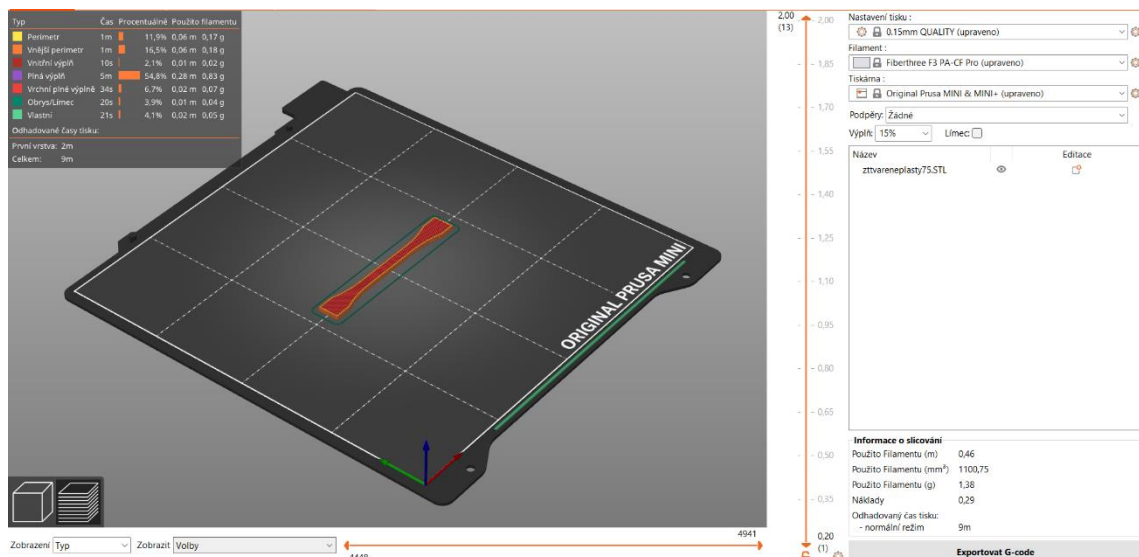 Typ Čas Procentuálně Použito filamentu
Perimetr 1m 11,9% 0,06 m 0,17 g
Vnější perimetr 1m 16,5% 0,06 m 0,18 g
Vnitřní výplň 10s 2,1% 0,01 m 0,02 g
Plná výplň 5m 54,8% 0,28 m 0,83 g
Vrchní plné výplně 34s 6,7% 0,02 m 0,07 g
Obrys/Límec 20s 3,9% 0,01 m 0,04 g
Vlastní 21s 4,1% 0,02 m 0,05 g
Odhadované časy tisku:
První vrstva: 2m
Celkem: 9m
ORIGINAL PRUSA MINI
Zobrazení Typ Zobrazit Volby
4941
4448
2,00
(13)
2,00
1,85
1,70
1,55
1,40
1,25
1,10
0,95
0,80
0,65
0,50
0,35
0,20
(1)
Nastavení tisku :
0.15mm QUALITY (upraveno)
Filament :
Fiberthree F3 PA-CF Pro (upraveno)
Tiskárna :
Original Prusa MINI & MINI+ (upraveno)
Podpěry: Žádné
Výplň: 15% Límec:
Název Editace
zttvareneplasty75.STL
Informace o slicování
Použito Filamentu (m) 0,46
Použito Filamentu (mm³) 1100,75
Použito Filamentu (g) 1,38
Náklady 0,29
Odhadovaný čas tisku:
- normální režim 9m
Exportovat G-code